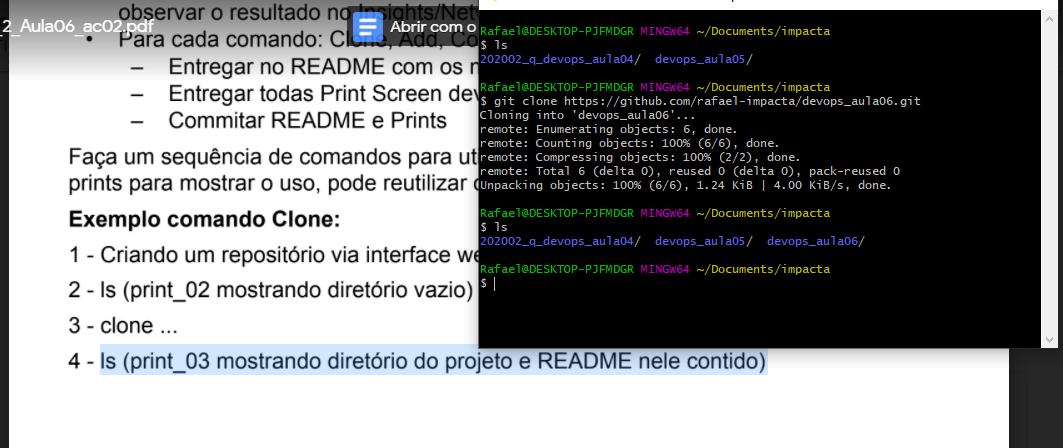 observar o resultado no Insights/Net
_2_Aula06_ac02.pdf
Abrir com o
• Para cada comando: Clone, Add, Co
– Entregar no README com os
– Entregar todas Print Screen dev
– Commitar README e Prints
Faça um sequência de comandos para ut
prints para mostrar o uso, pode reutilizar
Exemplo comando Clone:
1 - Criando um repositório via interface we
2 - ls (print_02 mostrando diretório vazio)
3 - clone ...
4 - ls (print_03 mostrando diretório do projeto e README nele contido)
Rafael@DESKTOP-PJFMDGR MINGW64 ~/Documents/impacta
$ ls
202002_q_devops_aula04/  devops_aula05/
Rafael@DESKTOP-PJFMDGR MINGW64 ~/Documents/impacta
$ git clone https://github.com/rafael-impacta/devops_aula06.git
Cloning into 'devops_aula06'...
remote: Enumerating objects: 6, done.
remote: Counting objects: 100% (6/6), done.
remote: Compressing objects: 100% (2/2), done.
remote: Total 6 (delta 0), reused 0 (delta 0), pack-reused 0
Unpacking objects: 100% (6/6), 1.24 KiB | 4.00 KiB/s, done.
Rafael@DESKTOP-PJFMDGR MINGW64 ~/Documents/impacta
$ ls
202002_q_devops_aula04/  devops_aula05/  devops_aula06/
Rafael@DESKTOP-PJFMDGR MINGW64 ~/Documents/impacta
$